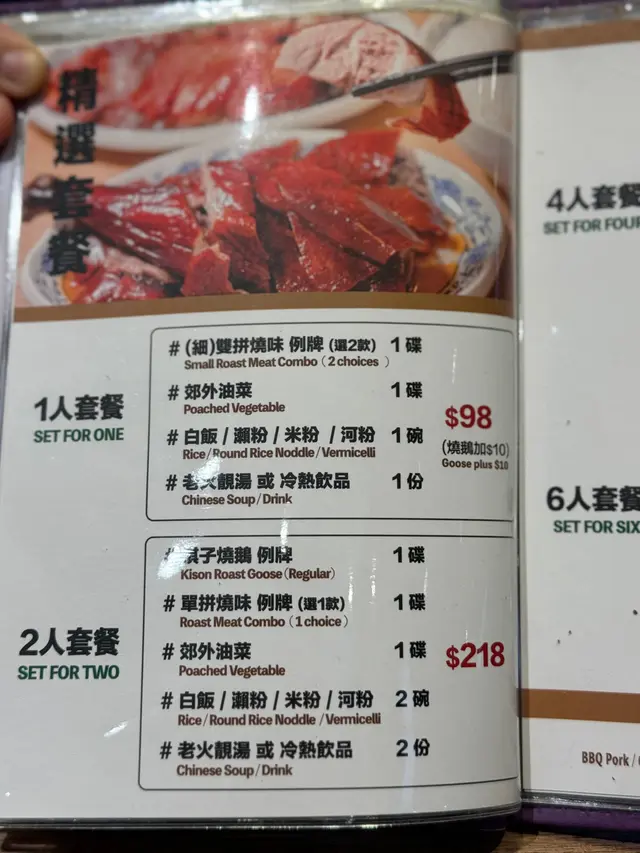 精選套餐
1人套餐
SET FOR ONE
# (細)雙拼燒味 例牌 (選2款) 1 碟
Small Roast Meat Combo ( 2 choices )
# 郊外油菜 1 碟
Poached Vegetable
# 白飯 / 瀨粉 / 米粉 / 河粉 1 碗
Rice/Round Rice Noddle/Vermicelli
# 老火靚湯 或 冷熱飲品 1 份
Chinese Soup/Drink
$98
(燒鵝加$10)
Goose plus $10
2人套餐
SET FOR TWO
# 子燒鵝 例牌 1 碟
Kison Roast Goose (Regular)
# 單拼燒味 例牌 (選1款) 1 碟
Roast Meat Combo ( 1 choice )
# 郊外油菜 1 碟
Poached Vegetable
# 白飯 / 瀨粉 / 米粉 / 河粉 2 碗
Rice/Round Rice Noddle/Vermicelli
# 老火靚湯 或 冷熱飲品 2 份
Chinese Soup/Drink
$218
4人套餐
SET FOR FOUR
6人套餐
SET FOR SIX
BBQ Pork /